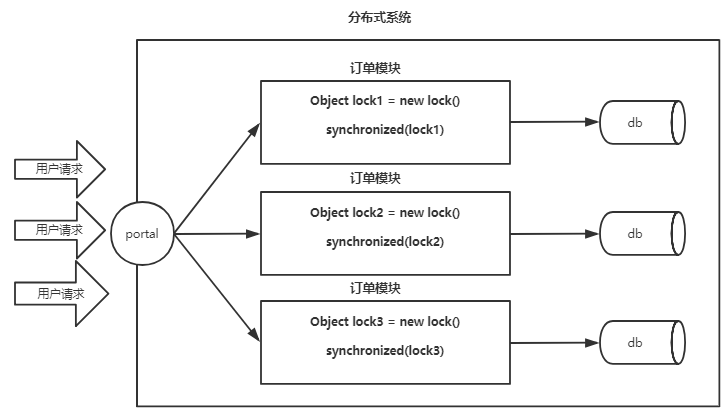 分布式系统
订单模块
Object lock1 = new lock()
synchronized(lock1)
db
用户请求
订单模块
Object lock2 = new lock()
synchronized(lock2)
db
用户请求
portal
订单模块
Object lock3 = new lock()
synchronized(lock3)
db
用户请求